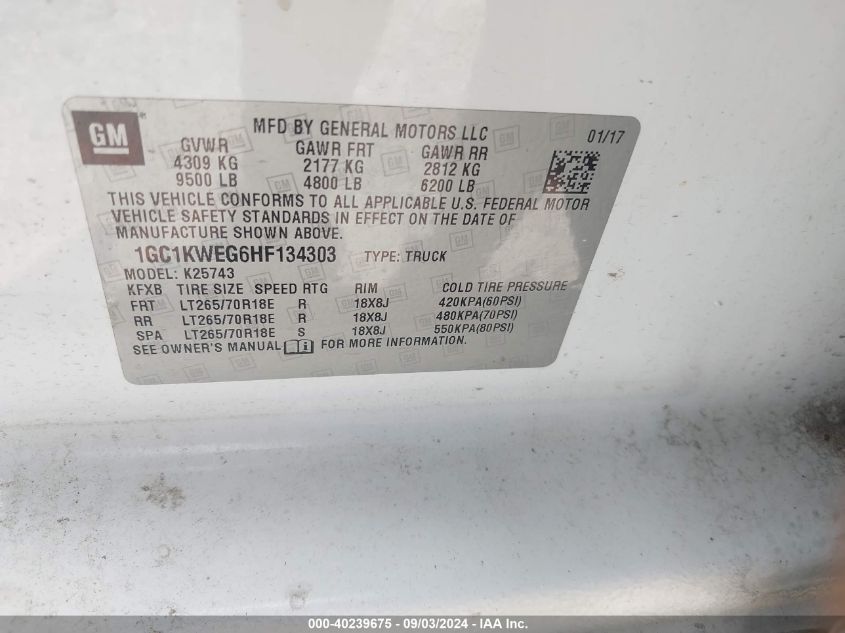 GM
MFD BY GENERAL MOTORS LLC 01/17
GVWR GAWR FRT GAWR RR
4309 KG 2177 KG 2812 KG
9500 LB 4800 LB 6200 LB
THIS VEHICLE CONFORMS TO ALL APPLICABLE U.S. FEDERAL MOTOR
VEHICLE SAFETY STANDARDS IN EFFECT ON THE DATE OF
MANUFACTURE SHOWN ABOVE.
1GC1KWEG6HF134303 TYPE: TRUCK
MODEL: K25743
KFXB TIRE SIZE SPEED RTG RIM COLD TIRE PRESSURE
FRT LT265/70R18E R 18X8J 420KPA(60PSI)
RR LT265/70R18E R 18X8J 480KPA(70PSI)
SPA LT265/70R18E S 18X8J 550KPA(80PSI)
SEE OWNER'S MANUAL i FOR MORE INFORMATION.
000-40239675 - 09/03/2024 - IAAI.com